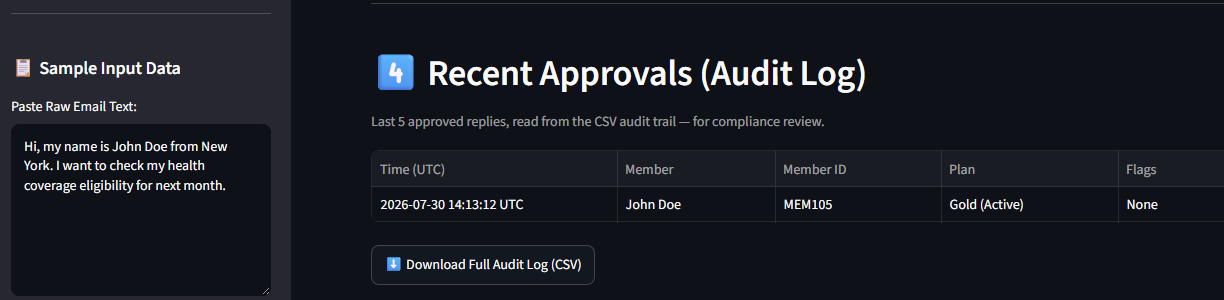 📋 Sample Input Data
Paste Raw Email Text:
Hi, my name is John Doe from New
York. I want to check my health
coverage eligibility for next month.
4️⃣ Recent Approvals (Audit Log)
Last 5 approved replies, read from the CSV audit trail — for compliance review.
Time (UTC) Member Member ID Plan Flags
2026-07-30 14:13:12 UTC John Doe MEM105 Gold (Active) None
⬇️ Download Full Audit Log (CSV)